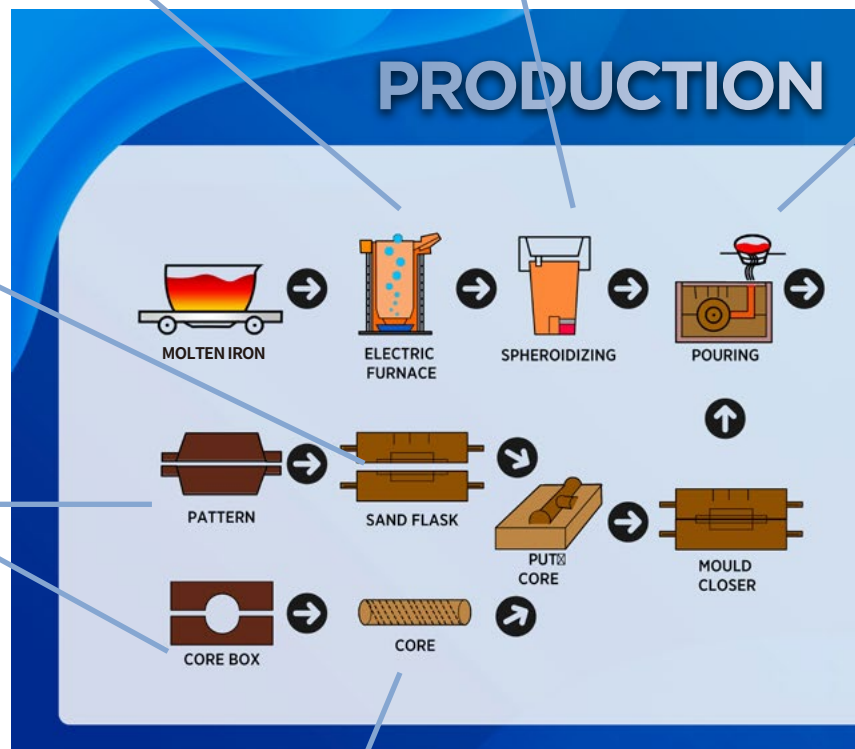 PRODUCTION
MOLTEN IRON
ELECTRIC
FURNACE
SPHEROIDIZING
POURING
PATTERN
SAND FLASK
PUT
CORE
MOULD
CLOSER
CORE BOX
CORE